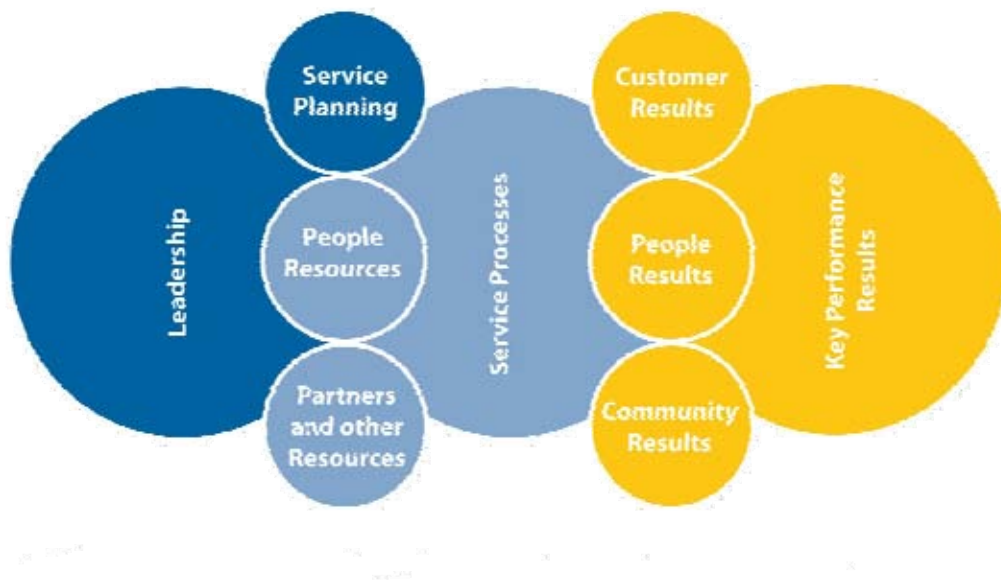 Leadership
Service
Planning
People
Resources
Partners
and other
Resources
Service Processes
Customer
Results
People
Results
Community
Results
Key Performance
Results